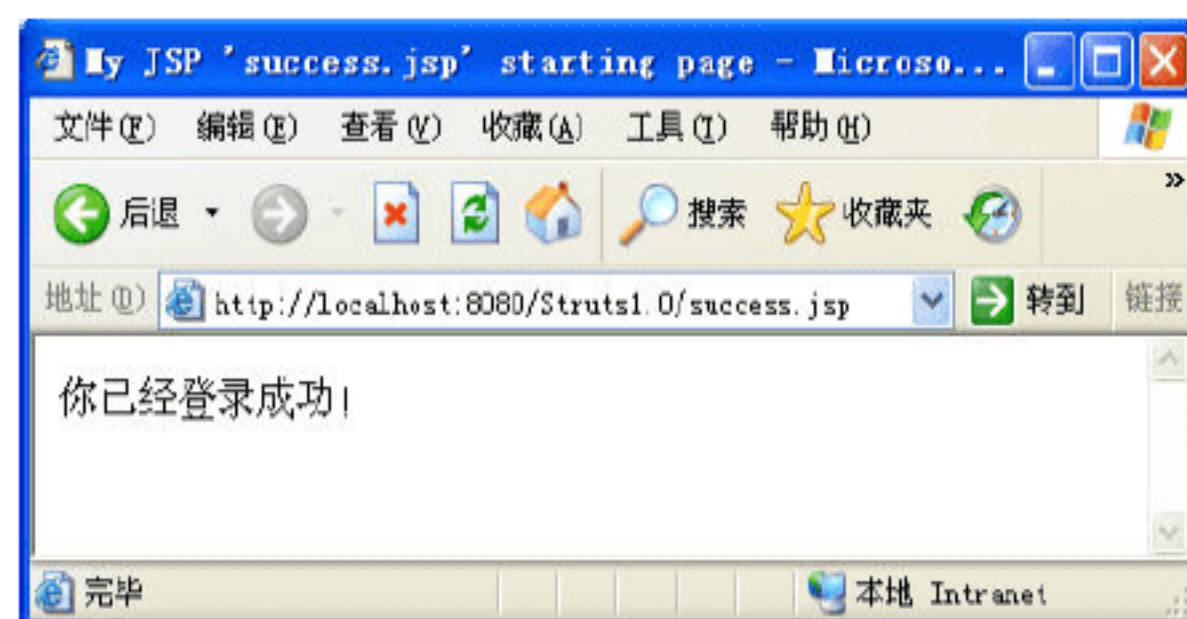 My JSP 'success.jsp' starting page - Microso...
文件(F) 编辑(E) 查看(V) 收藏(A) 工具(T) 帮助(H)
后退 搜索 收藏夹 »
地址(D) http://localhost:8080/Struts1.0/success.jsp 转到 链接
你已经登录成功!
完毕 本地 Intranet